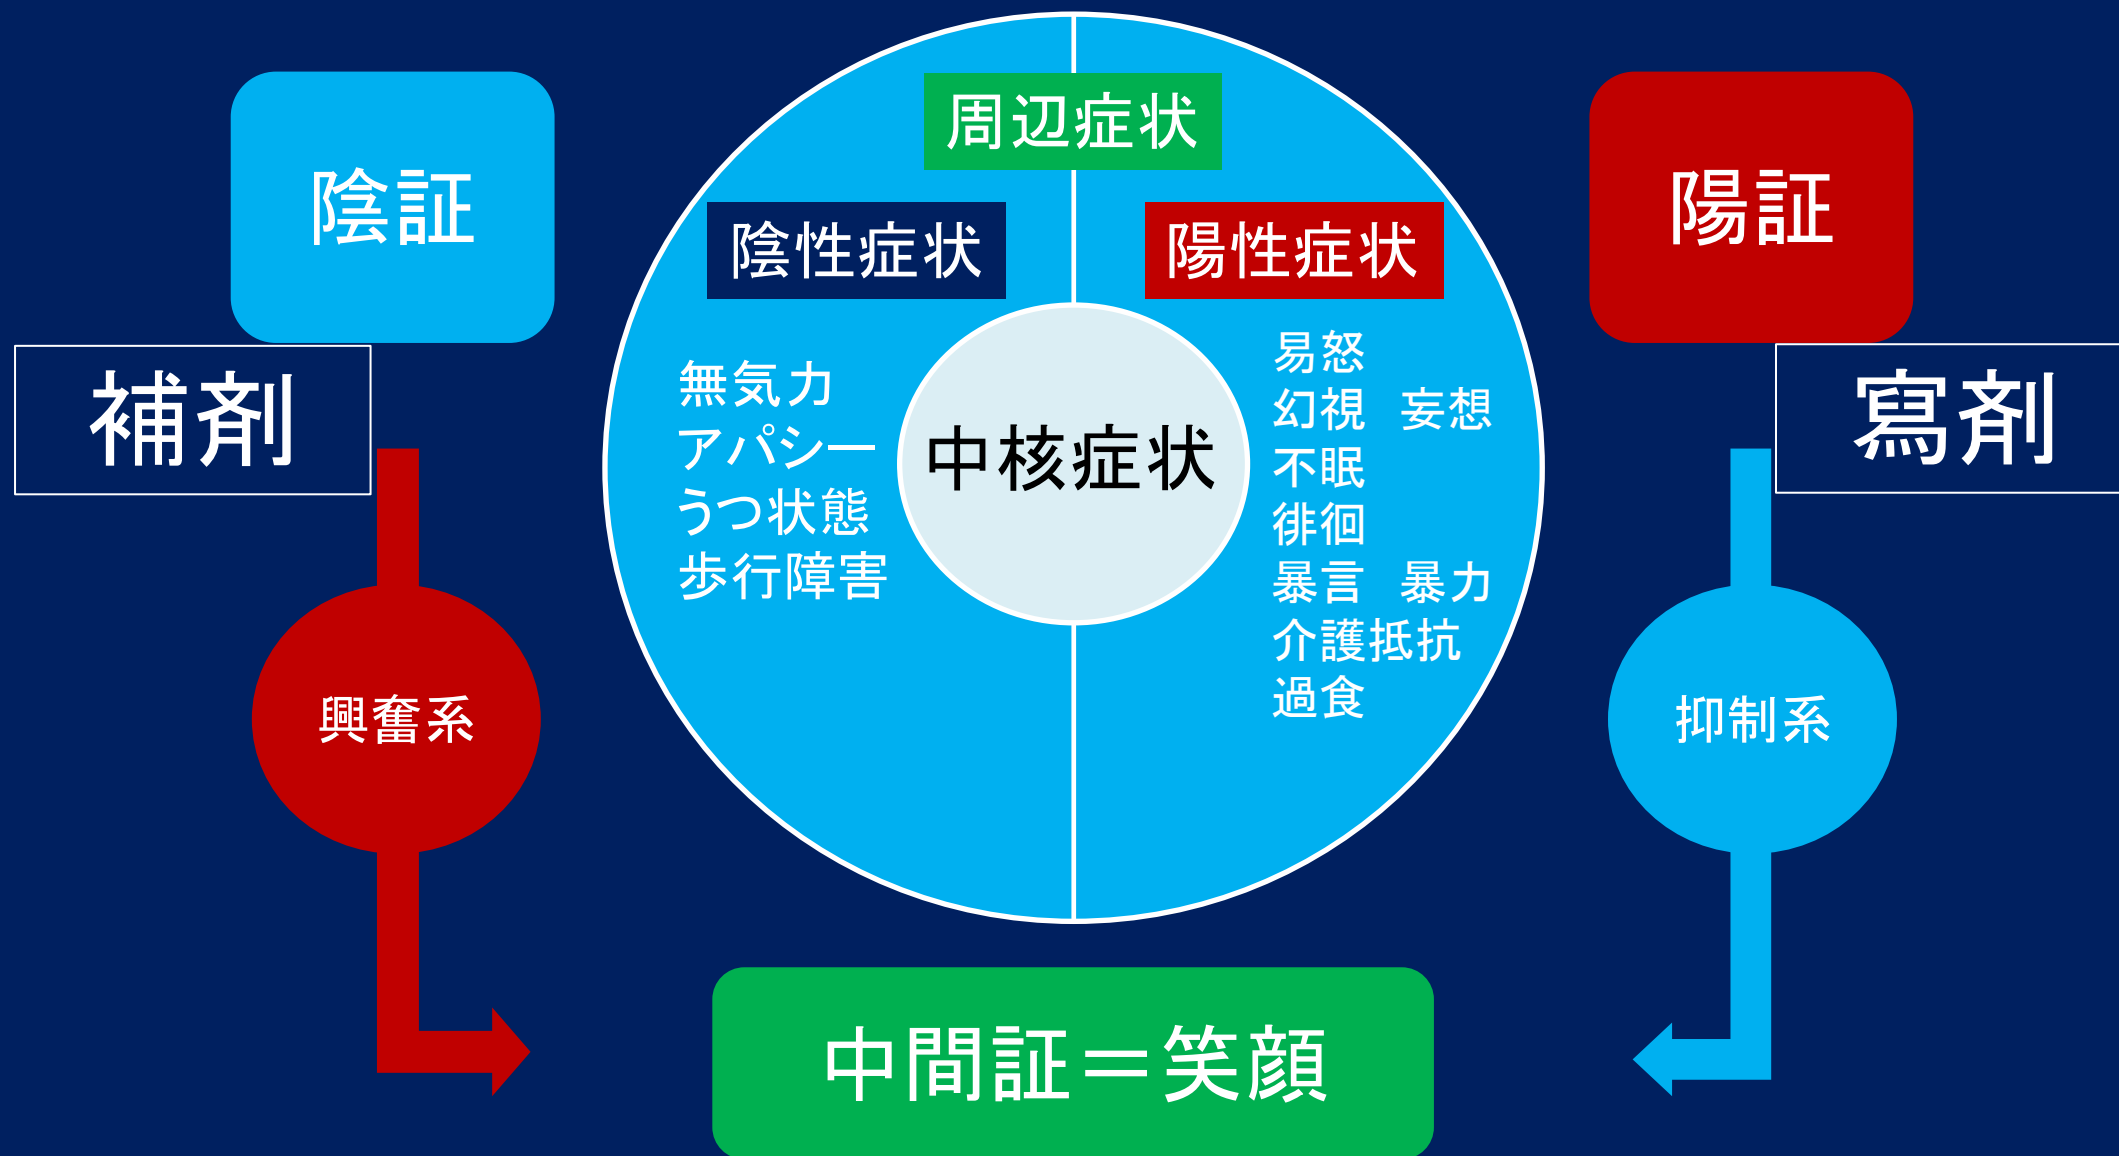 周辺症状
陰証
陽証
陰性症状
陽性症状
補剤
寫剤
無気力
アパシー
うつ状態
歩行障害
中核症状
易怒
幻視　妄想
不眠
徘徊
暴言　暴力
介護抵抗
過食
興奮系
抑制系
中間証＝笑顔